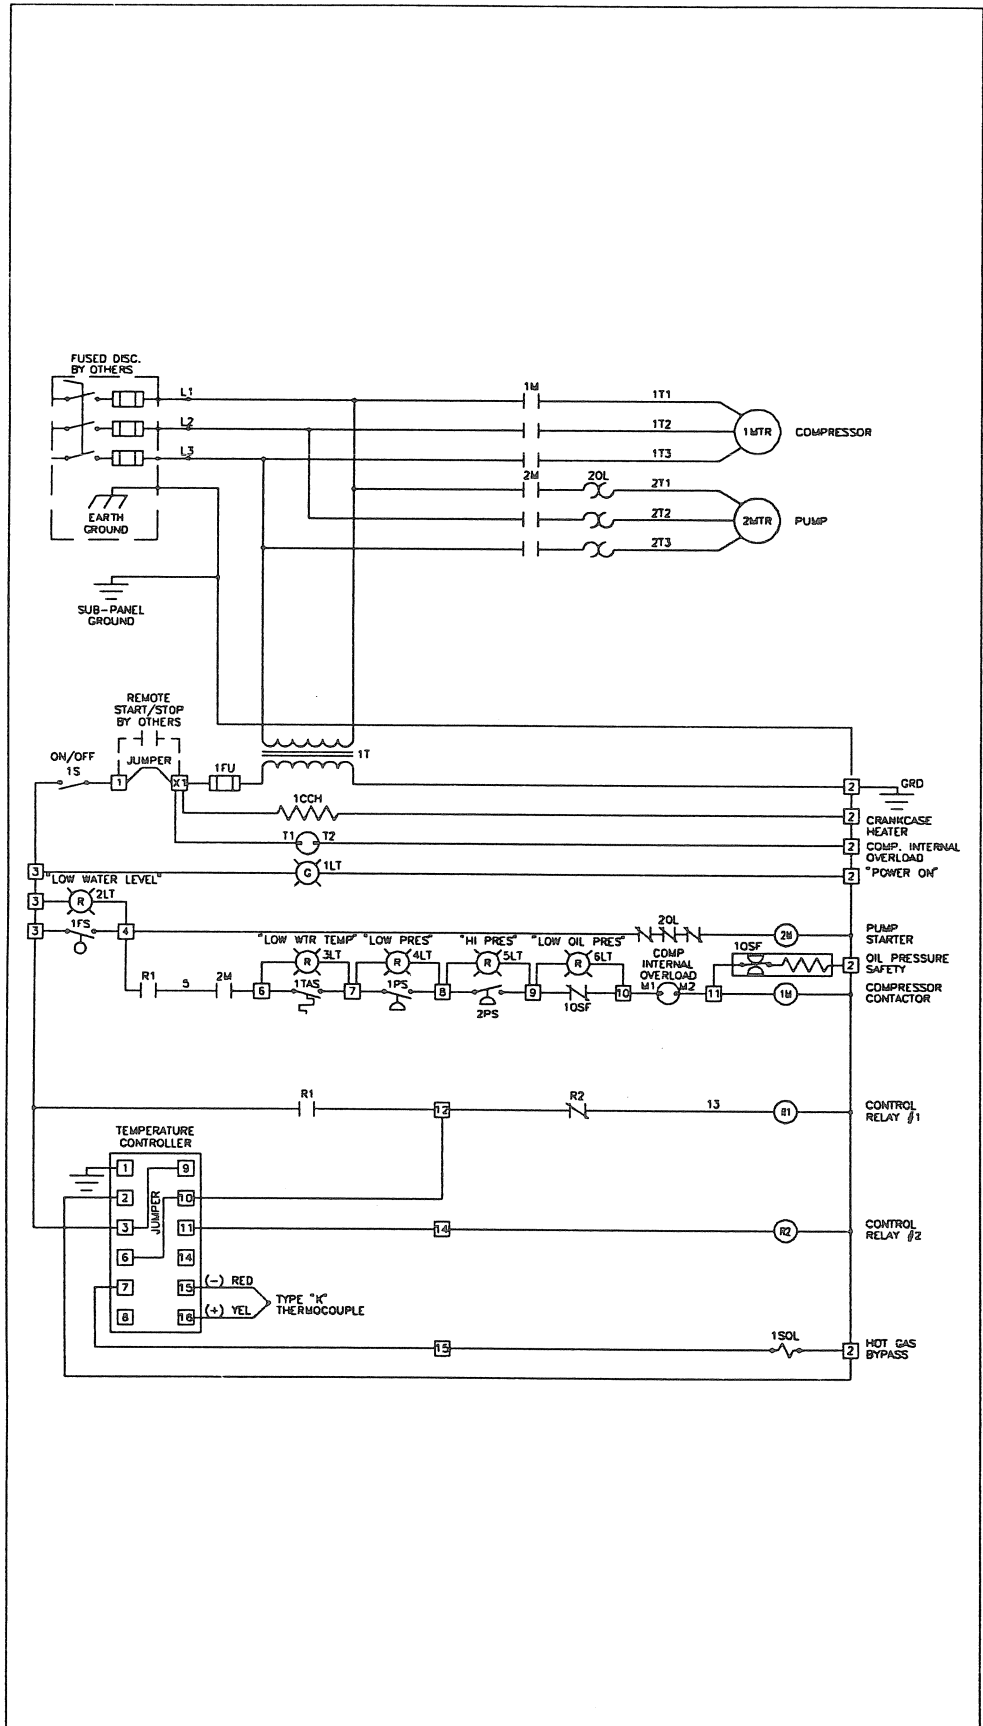 FUSED DISC.
BY OTHERS
L1
L2
L3
EARTH
GROUND
SUB-PANEL
GROUND
1M
1T1
1T2
1T3
1MTR
COMPRESSOR
2M
2OL
2T1
2T2
2T3
2MTR
PUMP
REMOTE
START/STOP
BY OTHERS
ON/OFF
1S
JUMPER
1
X1
1FU
1T
2
GRD
1CCH
2
CRANKCASE
HEATER
T1
T2
2
COMP. INTERNAL
OVERLOAD
3
G
1LT
2
"POWER ON"
"LOW WATER LEVEL"
3
R
2LT
3
1FS
4
2OL
2M
PUMP
STARTER
"LOW WTR TEMP"
"LOW PRES"
"HI PRES"
"LOW OIL PRES"
R
3LT
R
4LT
R
5LT
R
6LT
COMP
INTERNAL
OVERLOAD
1OSF
2
OIL PRESSURE
SAFETY
R1
5
2M
6
1TAS
7
1PS
8
2PS
9
1OSF
10
M1
M2
11
1M
COMPRESSOR
CONTACTOR
R1
12
R2
13
R1
CONTROL
RELAY #1
TEMPERATURE
CONTROLLER
1
9
2
10
3
JUMPER
11
14
R2
CONTROL
RELAY #2
6
14
7
15
(-) RED
TYPE "K"
THERMOCOUPLE
8
16
(+) YEL
15
1SOL
2
HOT GAS
BYPASS